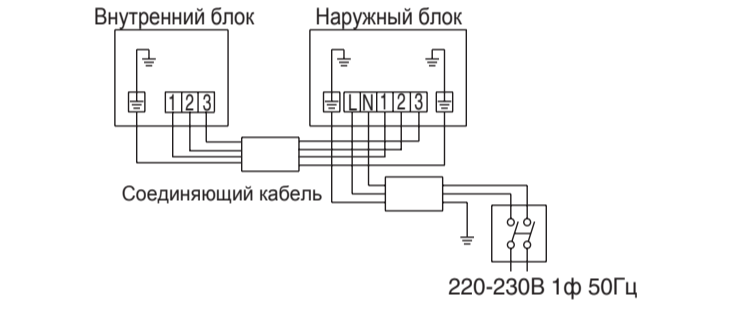 Внутренний блок
Наружный блок
1 2 3
L N 1 2 3
Соединяющий кабель
220-230В 1ф 50Гц